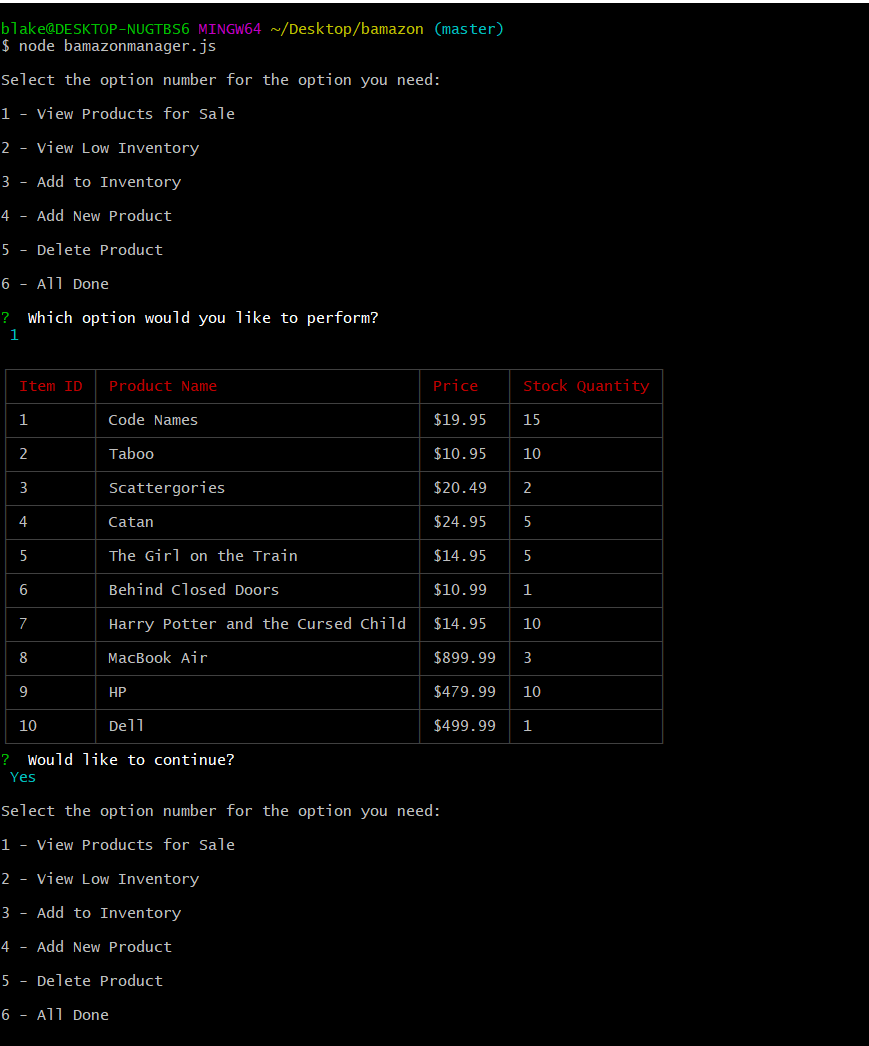 blake@DESKTOP-NUGTBS6 MINGW64 ~/Desktop/bamazon (master)
$ node bamazonmanager.js
Select the option number for the option you need:
1 - View Products for Sale
2 - View Low Inventory
3 - Add to Inventory
4 - Add New Product
5 - Delete Product
6 - All Done
? Which option would you like to perform?
1
Item ID Product Name Price Stock Quantity
1 Code Names $19.95 15
2 Taboo $10.95 10
3 Scattergories $20.49 2
4 Catan $24.95 5
5 The Girl on the Train $14.95 5
6 Behind Closed Doors $10.99 1
7 Harry Potter and the Cursed Child $14.95 10
8 MacBook Air $899.99 3
9 HP $479.99 10
10 Dell $499.99 1
? Would like to continue?
Yes
Select the option number for the option you need:
1 - View Products for Sale
2 - View Low Inventory
3 - Add to Inventory
4 - Add New Product
5 - Delete Product
6 - All Done